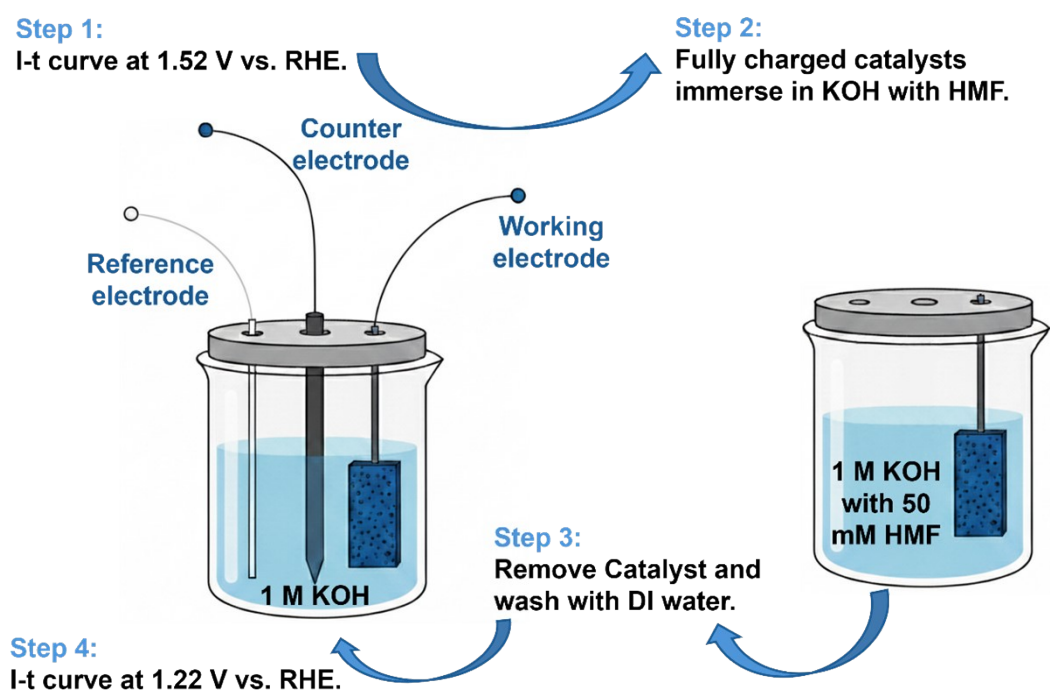 Step 1:
I-t curve at 1.52 V vs. RHE.
Step 2:
Fully charged catalysts
immerse in KOH with HMF.
Counter
electrode
Working
electrode
Reference
electrode
1 M KOH
1 M KOH
with 50
mM HMF
Step 3:
Remove Catalyst and
wash with DI water.
Step 4:
I-t curve at 1.22 V vs. RHE.